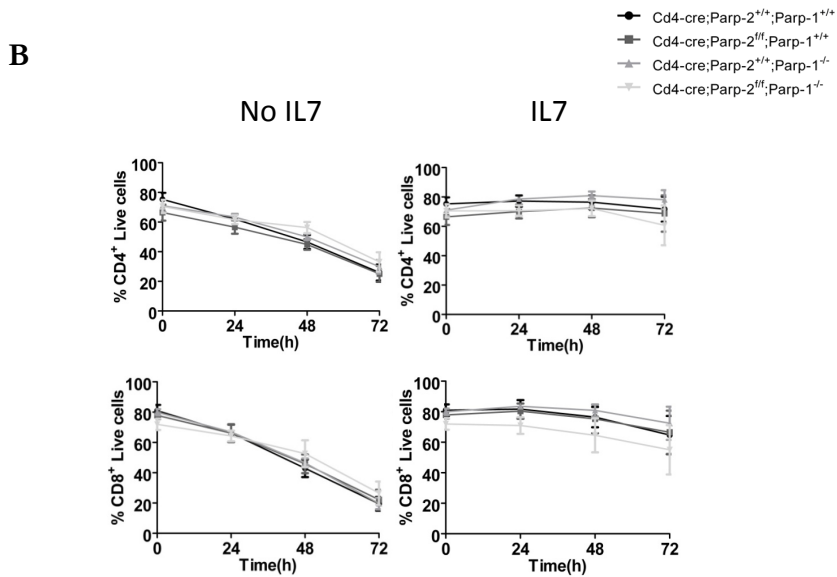 Cd4-cre;Parp-2+/+;Parp-1+/+
Cd4-cre;Parp-2f/f;Parp-1+/+
Cd4-cre;Parp-2+/+;Parp-1-/-
Cd4-cre;Parp-2f/f;Parp-1-/-
B
No IL7
IL7
% CD4+ Live cells
100
80
60
40
20
0
0 24 48 72
Time(h)
% CD4+ Live cells
100
80
60
40
20
0
0 24 48 72
Time(h)
% CD8+ Live cells
100
80
60
40
20
0
0 24 48 72
Time(h)
% CD8+ Live cells
100
80
60
40
20
0
0 24 48 72
Time(h)